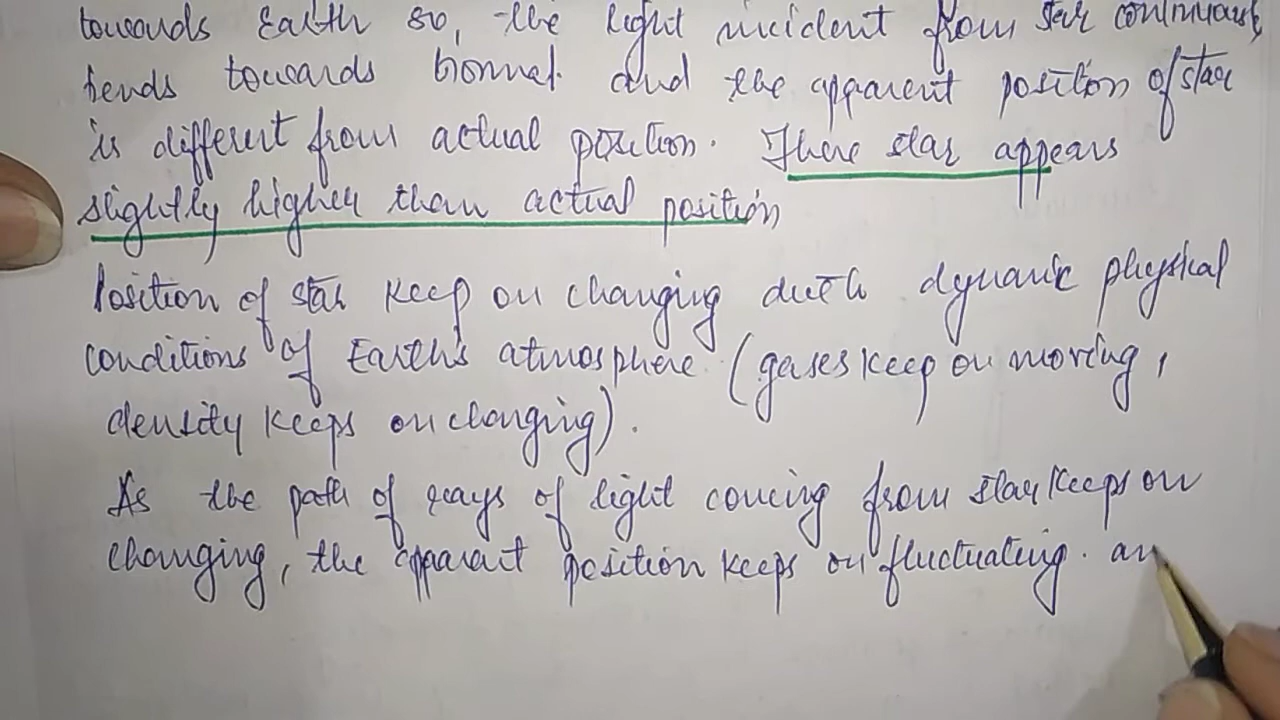 towards Earth so, the light incident from star continuously
bends towards normal. and the apparent position of star
is different from actual position. There star appears
slightly higher than actual position
Position of star keep on changing due to dynamic physical
conditions of Earth's atmosphere. (gases keep on moving,
density keeps on changing).
As the path of rays of light coming from star keeps on
changing, the apparant position keeps on fluctuating. an